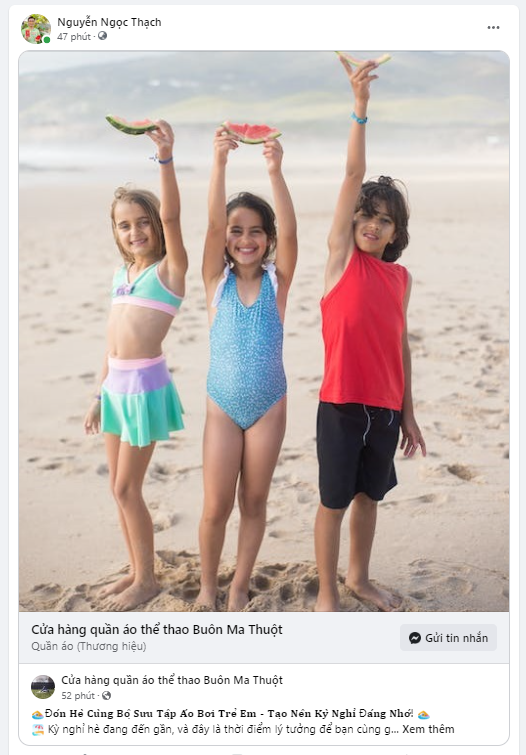 Nguyễn Ngọc Thạch
47 phút ·
Cửa hàng quần áo thể thao Buôn Ma Thuột
Quần áo (Thương hiệu)
Gửi tin nhắn
Cửa hàng quần áo thể thao Buôn Ma Thuột
52 phút ·
Đón Hè Cùng Bộ Sưu Tập Áo Bơi Trẻ Em - Tạo Nên Kỳ Nghỉ Đáng Nhớ!
Kỳ nghỉ hè đang đến gần, và đây là thời điểm lý tưởng để bạn cùng g... Xem thêm